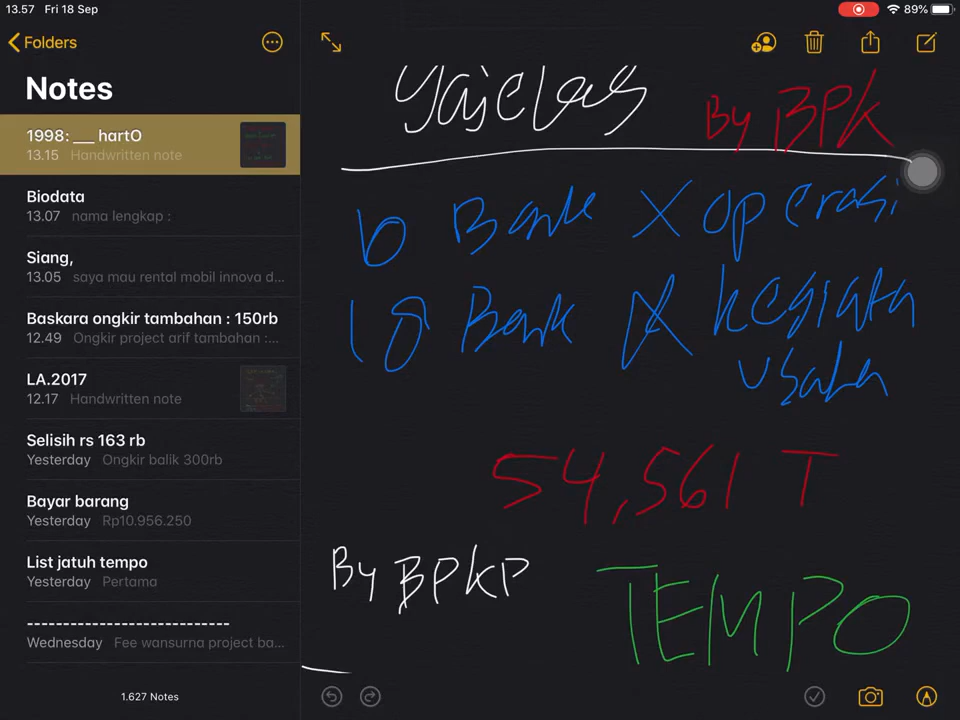 13.57 Fri 18 Sep
89%
Folders
Notes
1998: ___ hartO
13.15 Handwritten note
Biodata
13.07 nama lengkap :
Siang,
13.05 saya mau rental mobil innova d...
Baskara ongkir tambahan : 150rb
12.49 Ongkir project arif tambahan :...
LA.2017
12.17 Handwritten note
Selisih rs 163 rb
Yesterday Ongkir balik 300rb
Bayar barang
Yesterday Rp10.956.250
List jatuh tempo
Yesterday Pertama
---------------------------
Wednesday Fee wansurna project ba...
1.627 Notes
Yajelas
By BPK
6 Bank X operasi
18 Bank X kegiatan
usaha
54,561 T
By BPKP
TEMPO